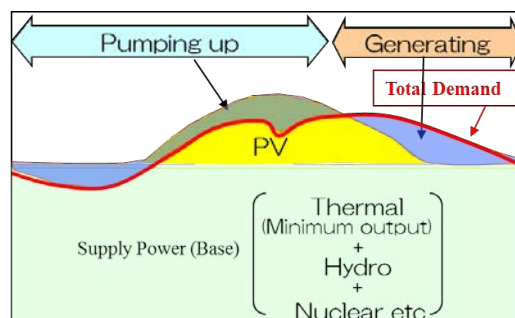 Pumping up
Generating
Total Demand
PV
Supply Power (Base)
Thermal
(Minimum output)
+
Hydro
+
Nuclear etc